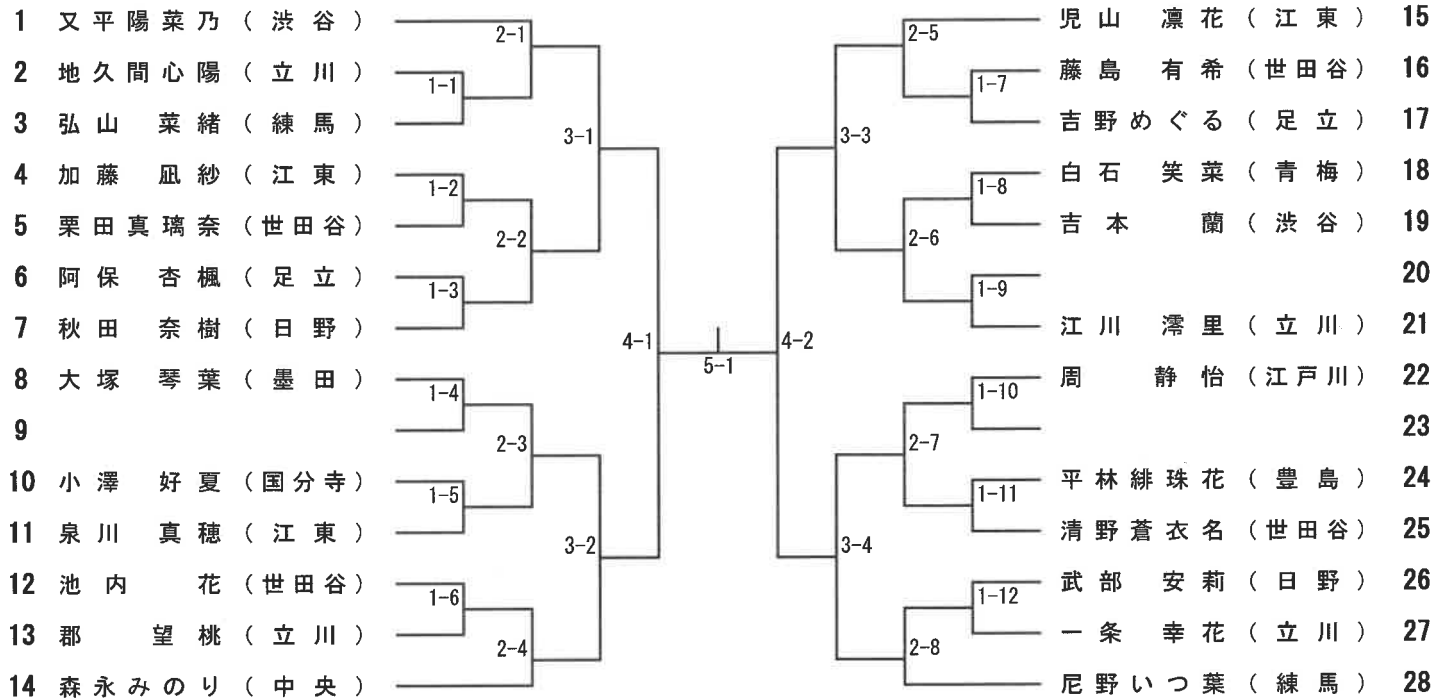 1 又平陽菜乃（渋谷）
2-1
2 地久間心陽（立川）
1-1
3 弘山 菜緒（練馬）
3-1
4 加藤 凪紗（江東）
1-2
5 栗田真璃奈（世田谷）
2-2
6 阿保 杏楓（足立）
1-3
7 秋田 奈樹（日野）
4-1
8 大塚 琴葉（墨田）
1-4
9
2-3
10 小澤 好夏（国分寺）
1-5
11 泉川 真穂（江東）
3-2
12 池内 花（世田谷）
1-6
13 郡 望桃（立川）
2-4
14 森永みのり（中央）
5-1
児山 凛花（江東） 15
2-5
藤島 有希（世田谷） 16
1-7
吉野めぐる（足立） 17
3-3
白石 笑菜（青梅） 18
1-8
吉本 蘭（渋谷） 19
2-6
20
1-9
江川 澪里（立川） 21
4-2
周 静怡（江戸川） 22
1-10
23
2-7
平林緋珠花（豊島） 24
1-11
清野蒼衣名（世田谷） 25
3-4
武部 安莉（日野） 26
1-12
一条 幸花（立川） 27
2-8
尼野いつ葉（練馬） 28